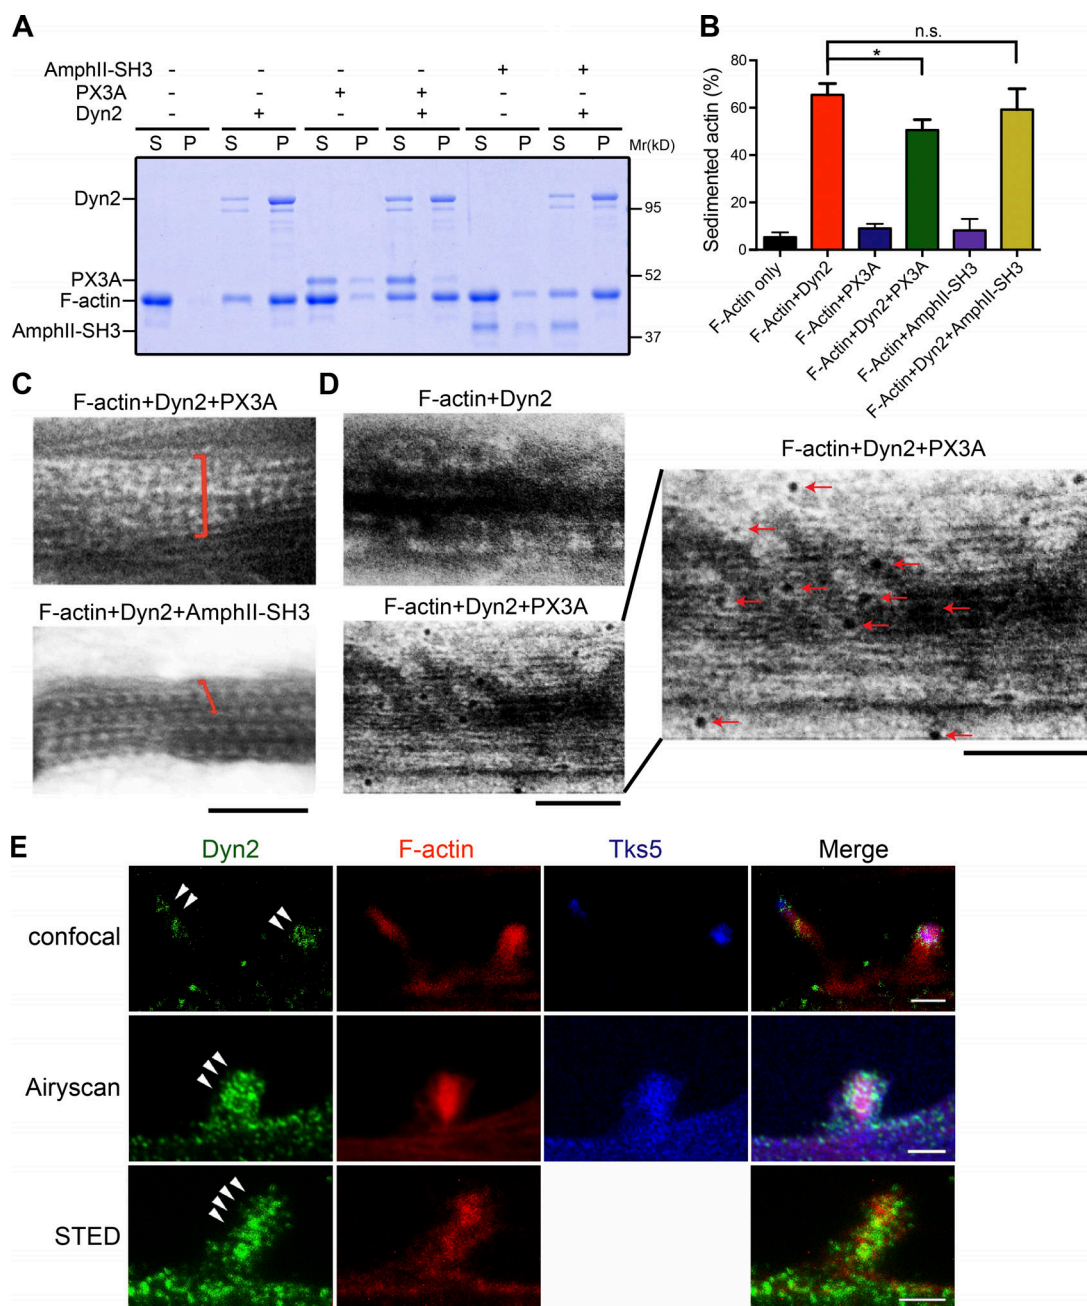 A
AmphII-SH3 - - - - + +
PX3A - - + + - -
Dyn2 - + - + - +
S P S P S P S P S P S P Mr(kD)
Dyn2
95
PX3A
52
F-actin
AmphII-SH3
37
B
n.s.
*
Sedimented actin (%)
80
60
40
20
0
F-Actin only
F-Actin+Dyn2
F-Actin+PX3A
F-Actin+Dyn2+PX3A
F-Actin+AmphII-SH3
F-Actin+Dyn2+AmphII-SH3
C
F-actin+Dyn2+PX3A
F-actin+Dyn2+AmphII-SH3
D
F-actin+Dyn2
F-actin+Dyn2+PX3A
F-actin+Dyn2+PX3A
E
Dyn2 F-actin Tks5 Merge
confocal
Airyscan
STED